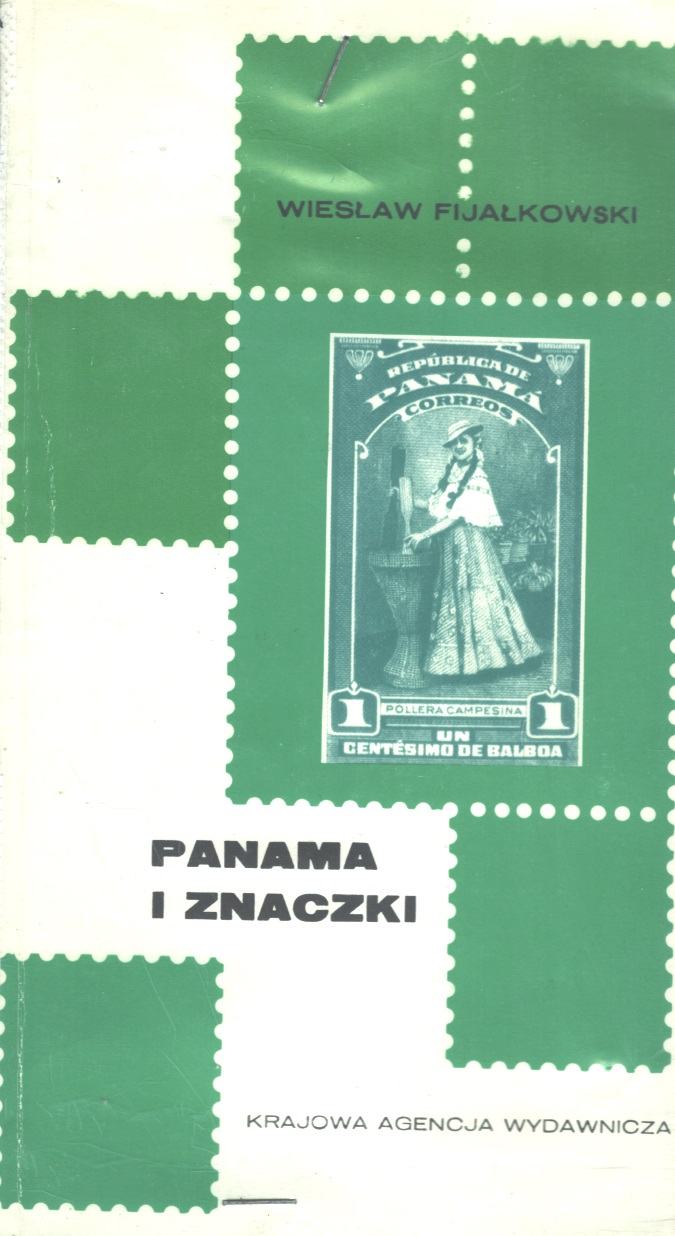 WIESŁAW FIJAŁKOWSKI
REPÚBLICA DE
PANAMÁ
CORREOS
1 POLLERA CAMPESINA 1
UN
CENTÉSIMO DE BALBOA
PANAMA
I ZNACZKI
KRAJOWA AGENCJA WYDAWNICZA